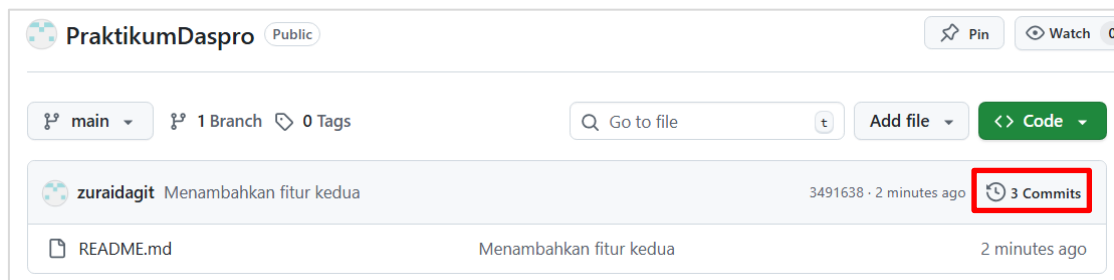 PraktikumDaspro Public Pin Watch 0
main 1 Branch 0 Tags Go to file t Add file <> Code
zuraidagit Menambahkan fitur kedua 3491638 · 2 minutes ago 3 Commits
README.md Menambahkan fitur kedua 2 minutes ago